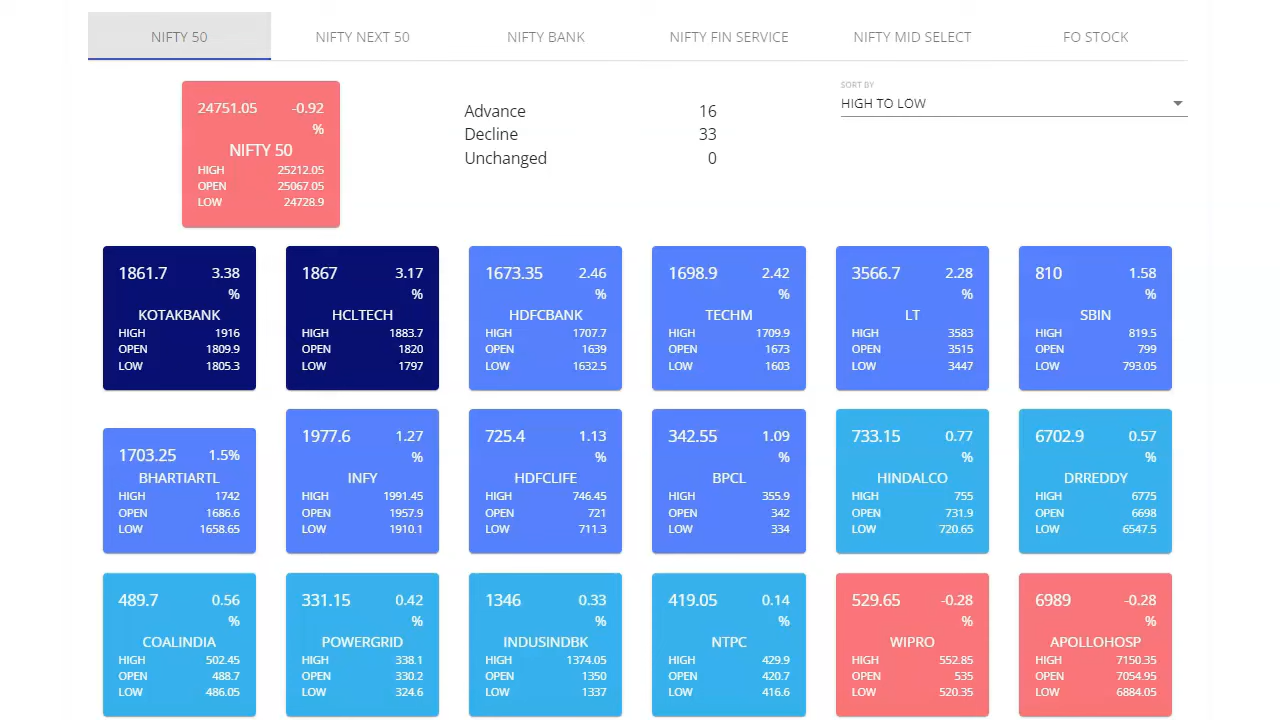 NIFTY 50 NIFTY NEXT 50 NIFTY BANK NIFTY FIN SERVICE NIFTY MID SELECT FO STOCK
24751.05 -0.92 %
NIFTY 50
HIGH 25212.05
OPEN 25067.05
LOW 24728.9
Advance 16
Decline 33
Unchanged 0
SORT BY
HIGH TO LOW
1861.7 3.38 %
KOTAKBANK
HIGH 1916
OPEN 1809.9
LOW 1805.3
1867 3.17 %
HCLTECH
HIGH 1883.7
OPEN 1820
LOW 1797
1673.35 2.46 %
HDFCBANK
HIGH 1707.7
OPEN 1639
LOW 1632.5
1698.9 2.42 %
TECHM
HIGH 1709.9
OPEN 1673
LOW 1603
3566.7 2.28 %
LT
HIGH 3583
OPEN 3515
LOW 3447
810 1.58 %
SBIN
HIGH 819.5
OPEN 799
LOW 793.05
1703.25 1.5%
BHARTIARTL
HIGH 1742
OPEN 1686.6
LOW 1658.65
1977.6 1.27 %
INFY
HIGH 1991.45
OPEN 1957.9
LOW 1910.1
725.4 1.13 %
HDFCLIFE
HIGH 746.45
OPEN 721
LOW 711.3
342.55 1.09 %
BPCL
HIGH 355.9
OPEN 342
LOW 334
733.15 0.77 %
HINDALCO
HIGH 755
OPEN 731.9
LOW 720.65
6702.9 0.57 %
DRREDDY
HIGH 6775
OPEN 6698
LOW 6547.5
489.7 0.56 %
COALINDIA
HIGH 502.45
OPEN 488.7
LOW 486.05
331.15 0.42 %
POWERGRID
HIGH 338.1
OPEN 330.2
LOW 324.6
1346 0.33 %
INDUSINDBK
HIGH 1374.05
OPEN 1350
LOW 1337
419.05 0.14 %
NTPC
HIGH 429.9
OPEN 420.7
LOW 416.6
529.65 -0.28 %
WIPRO
HIGH 552.85
OPEN 535
LOW 520.35
6989 -0.28 %
APOLLOHOSP
HIGH 7150.35
OPEN 7054.95
LOW 6884.05